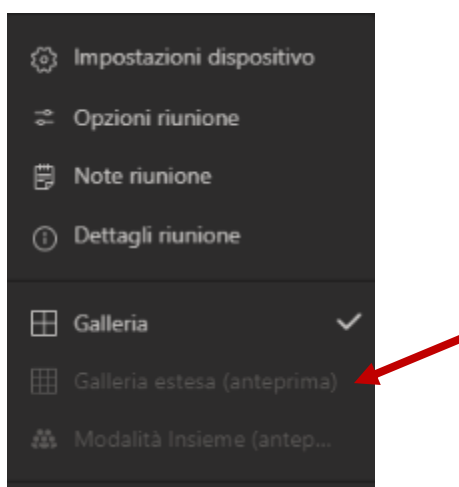 Impostazioni dispositivo
Opzioni riunione
Note riunione
Dettagli riunione
Galleria
Galleria estesa (anteprima)
Modalità Insieme (antep...